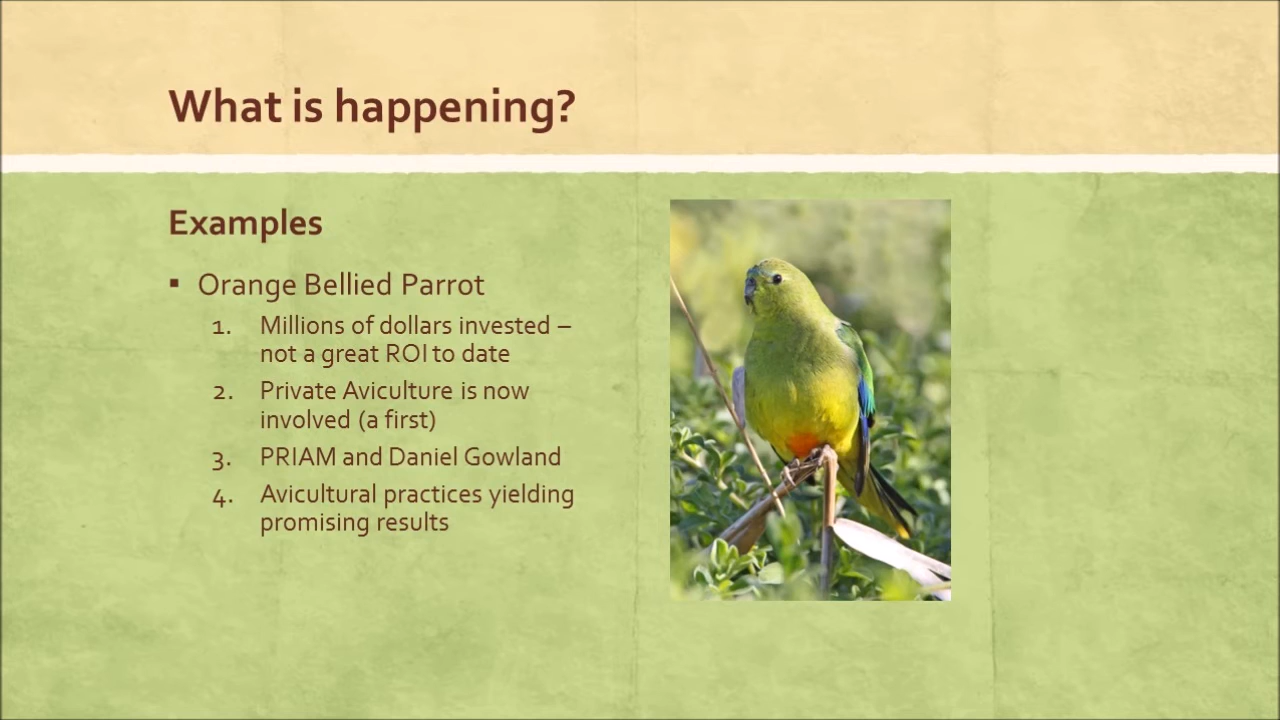 What is happening?
Examples
▪ Orange Bellied Parrot
1. Millions of dollars invested –
not a great ROI to date
2. Private Aviculture is now
involved (a first)
3. PRIAM and Daniel Gowland
4. Avicultural practices yielding
promising results